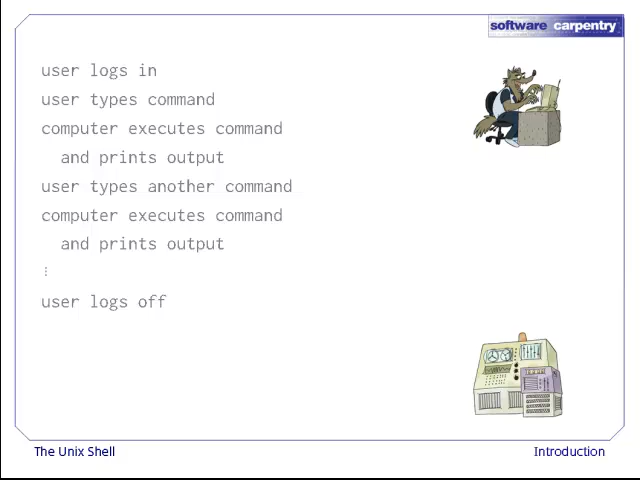 software carpentry
user logs in
user types command
computer executes command
and prints output
user types another command
computer executes command
and prints output
⋮
user logs off
The Unix Shell
Introduction